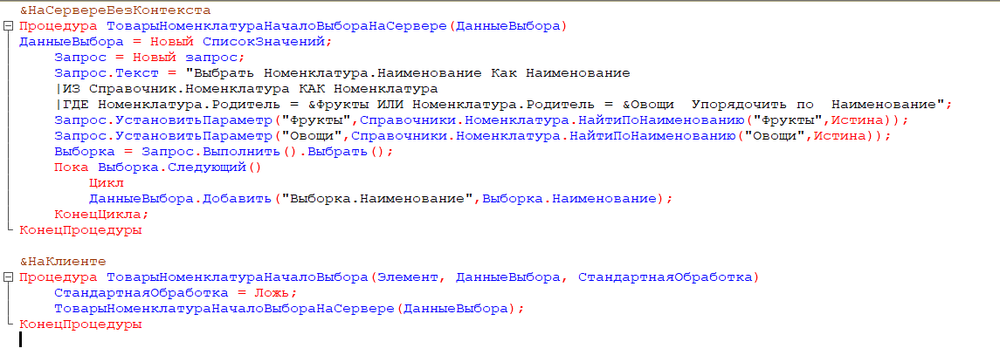 &НаСервереБезКонтекста
Процедура ТоварыНоменклатураНачалоВыбораНаСервере(ДанныеВыбора)
ДанныеВыбора = Новый СписокЗначений;
Запрос = Новый запрос;
Запрос.Текст = "Выбрать Номенклатура.Наименование Как Наименование
|ИЗ Справочник.Номенклатура КАК Номенклатура
|ГДЕ Номенклатура.Родитель = &Фрукты ИЛИ Номенклатура.Родитель = &Овощи  Упорядочить по  Наименование";
Запрос.УстановитьПараметр("Фрукты",Справочники.Номенклатура.НайтиПоНаименованию("Фрукты",Истина));
Запрос.УстановитьПараметр("Овощи",Справочники.Номенклатура.НайтиПоНаименованию("Овощи",Истина));
Выборка = Запрос.Выполнить().Выбрать();
Пока Выборка.Следующий()
Цикл
ДанныеВыбора.Добавить("Выборка.Наименование",Выборка.Наименование);
КонецЦикла;
КонецПроцедуры
&НаКлиенте
Процедура ТоварыНоменклатураНачалоВыбора(Элемент, ДанныеВыбора, СтандартнаяОбработка)
СтандартнаяОбработка = Ложь;
ТоварыНоменклатураНачалоВыбораНаСервере(ДанныеВыбора);
КонецПроцедуры